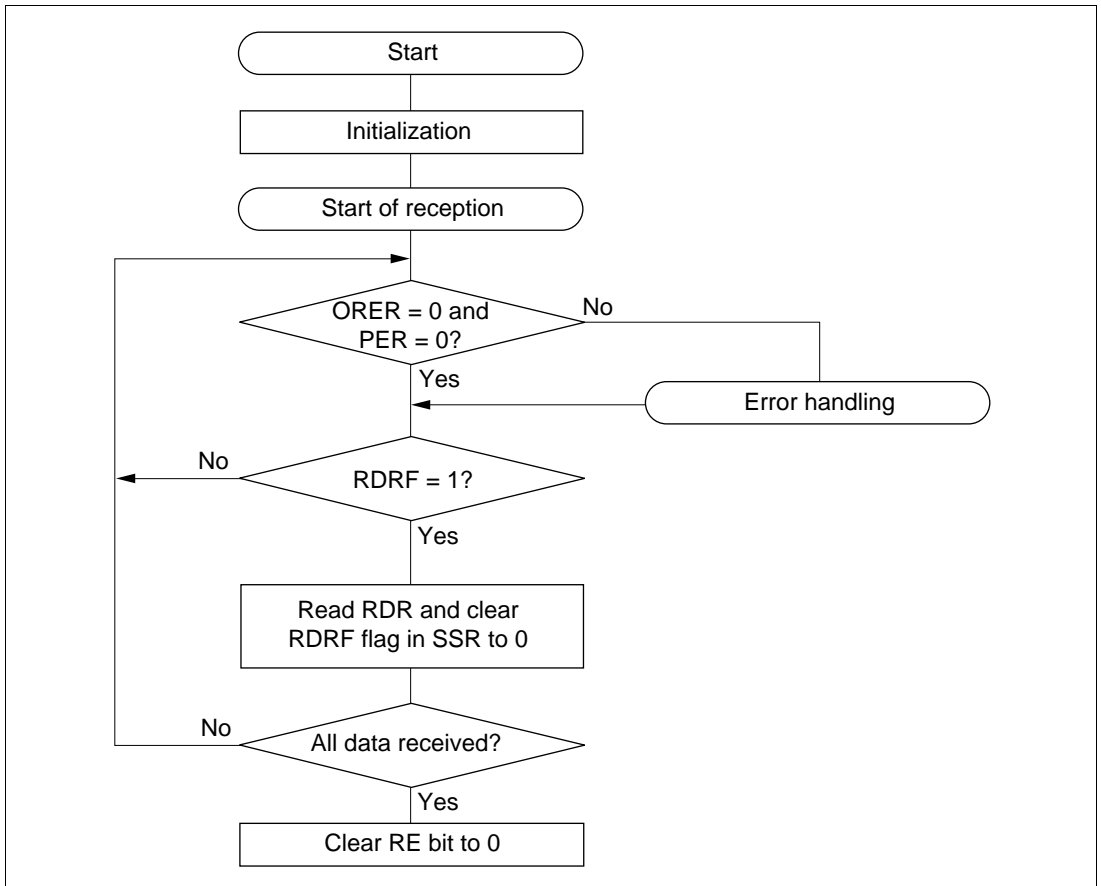 Start
Initialization
Start of reception
ORER = 0 and
PER = 0?
No
Yes
Error handling
No
RDRF = 1?
Yes
Read RDR and clear
RDRF flag in SSR to 0
No
All data received?
Yes
Clear RE bit to 0